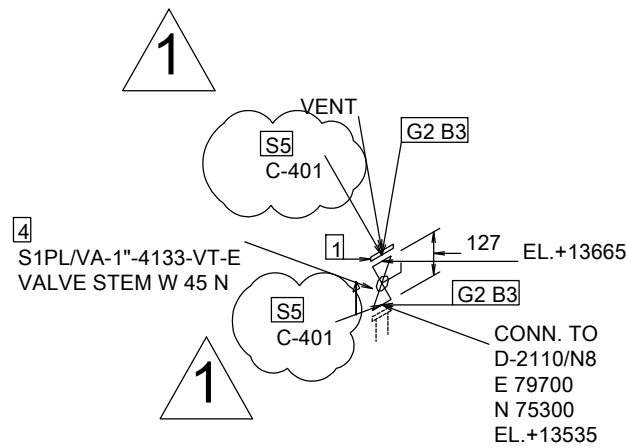 1
VENT
G2 B3
S5
C-401
4
S1PL/VA-1"-4133-VT-E
VALVE STEM W 45 N
1
127
EL.+13665
G2 B3
S5
C-401
CONN. TO
D-2110/N8
E 79700
N 75300
EL.+13535
1